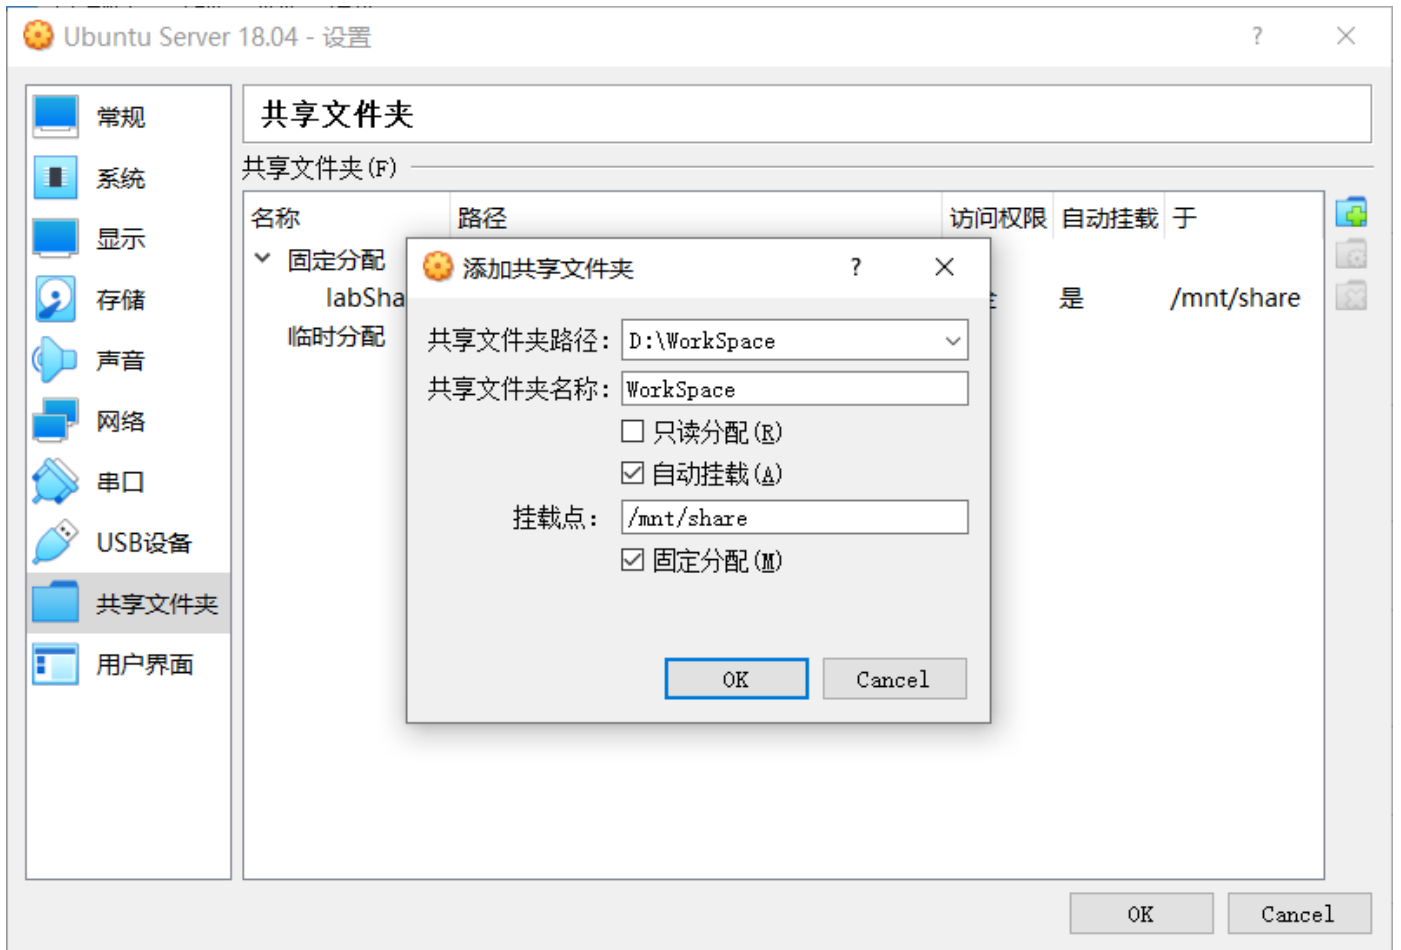 Ubuntu Server 18.04 - 设置
?
常规
系统
显示
存储
声音
网络
串口
USB设备
共享文件夹
用户界面
共享文件夹
共享文件夹(F)
名称 路径 访问权限 自动挂载 于
固定分配
labSha 是 /mnt/share
临时分配
添加共享文件夹 ?
共享文件夹路径: D:\WorkSpace
共享文件夹名称: WorkSpace
只读分配(R)
自动挂载(A)
挂载点: /mnt/share
固定分配(M)
OK Cancel
OK Cancel